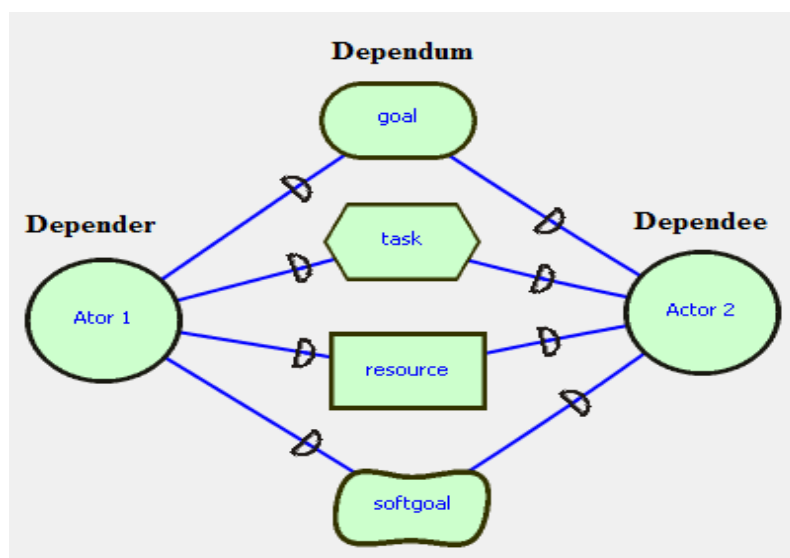 Dependum
goal
Depender
Dependee
task
Ator 1
Actor 2
resource
softgoal